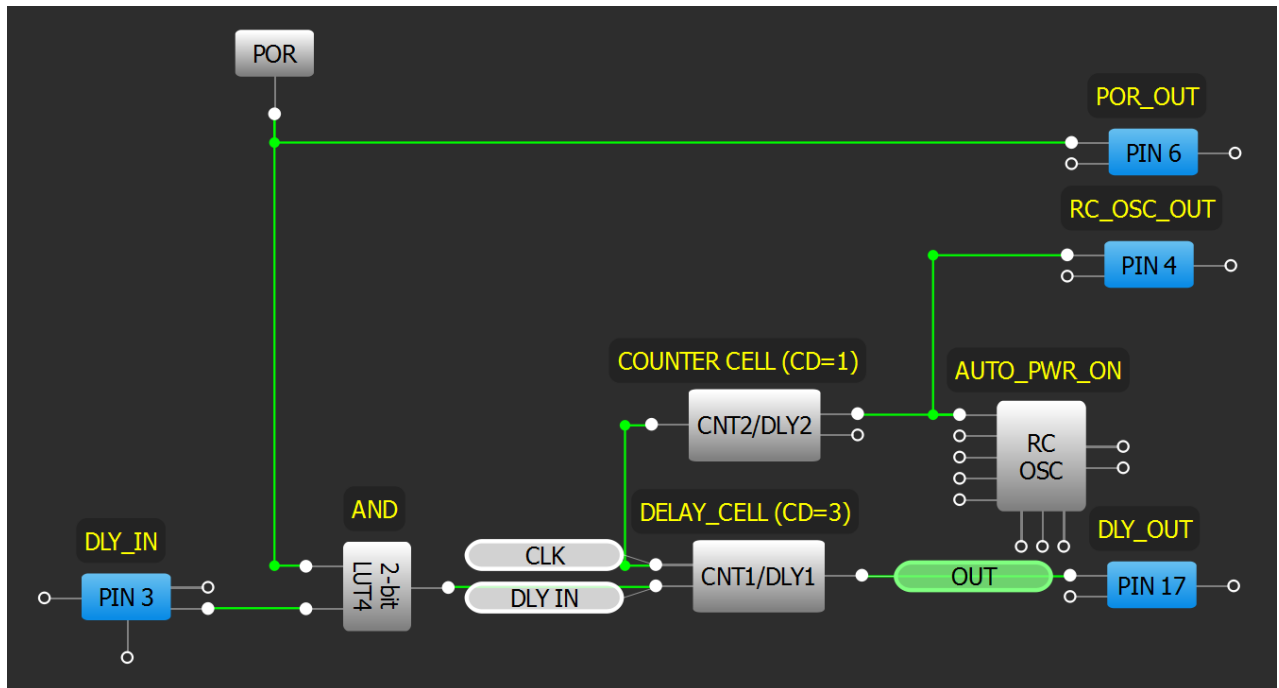 POR
POR_OUT
PIN 6
RC_OSC_OUT
PIN 4
COUNTER CELL (CD=1)
AUTO_PWR_ON
CNT2/DLY2
RC
OSC
AND
DELAY_CELL (CD=3)
DLY_OUT
DLY_IN
CLK
2-bit
LUT4
CNT1/DLY1
OUT
PIN 17
PIN 3
DLY IN